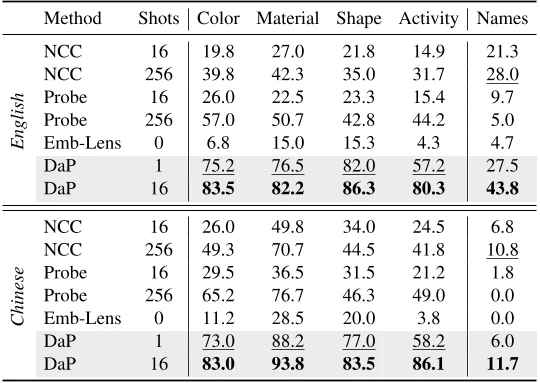 Method Shots Color Material Shape Activity Names
English
NCC 16 19.8 27.0 21.8 14.9 21.3
NCC 256 39.8 42.3 35.0 31.7 28.0
Probe 16 26.0 22.5 23.3 15.4 9.7
Probe 256 57.0 50.7 42.8 44.2 5.0
Emb-Lens 0 6.8 15.0 15.3 4.3 4.7
DaP 1 75.2 76.5 82.0 57.2 27.5
DaP 16 83.5 82.2 86.3 80.3 43.8
Chinese
NCC 16 26.0 49.8 34.0 24.5 6.8
NCC 256 49.3 70.7 44.5 41.8 10.8
Probe 16 29.5 36.5 31.5 21.2 1.8
Probe 256 65.2 76.7 46.3 49.0 0.0
Emb-Lens 0 11.2 28.5 20.0 3.8 0.0
DaP 1 73.0 88.2 77.0 58.2 6.0
DaP 16 83.0 93.8 83.5 86.1 11.7